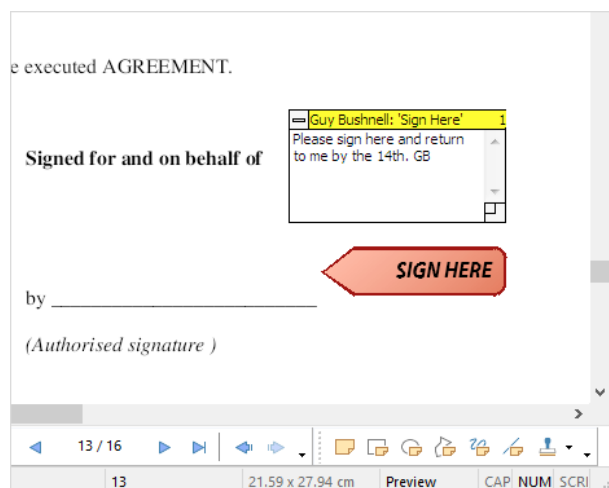 e executed AGREEMENT.
Guy Bushnell: 'Sign Here' 1
Please sign here and return
to me by the 14th. GB
Signed for and on behalf of
SIGN HERE
by
(Authorised signature )
13 / 16
13 21.59 x 27.94 cm Preview CAP NUM SCRI